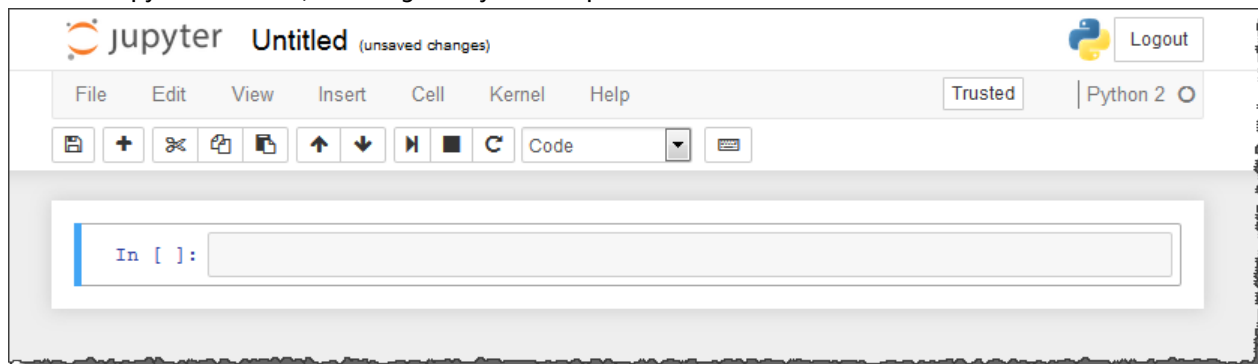 jupyter Untitled (unsaved changes) Logout
File Edit View Insert Cell Kernel Help Trusted Python 2
Code
In [ ]: